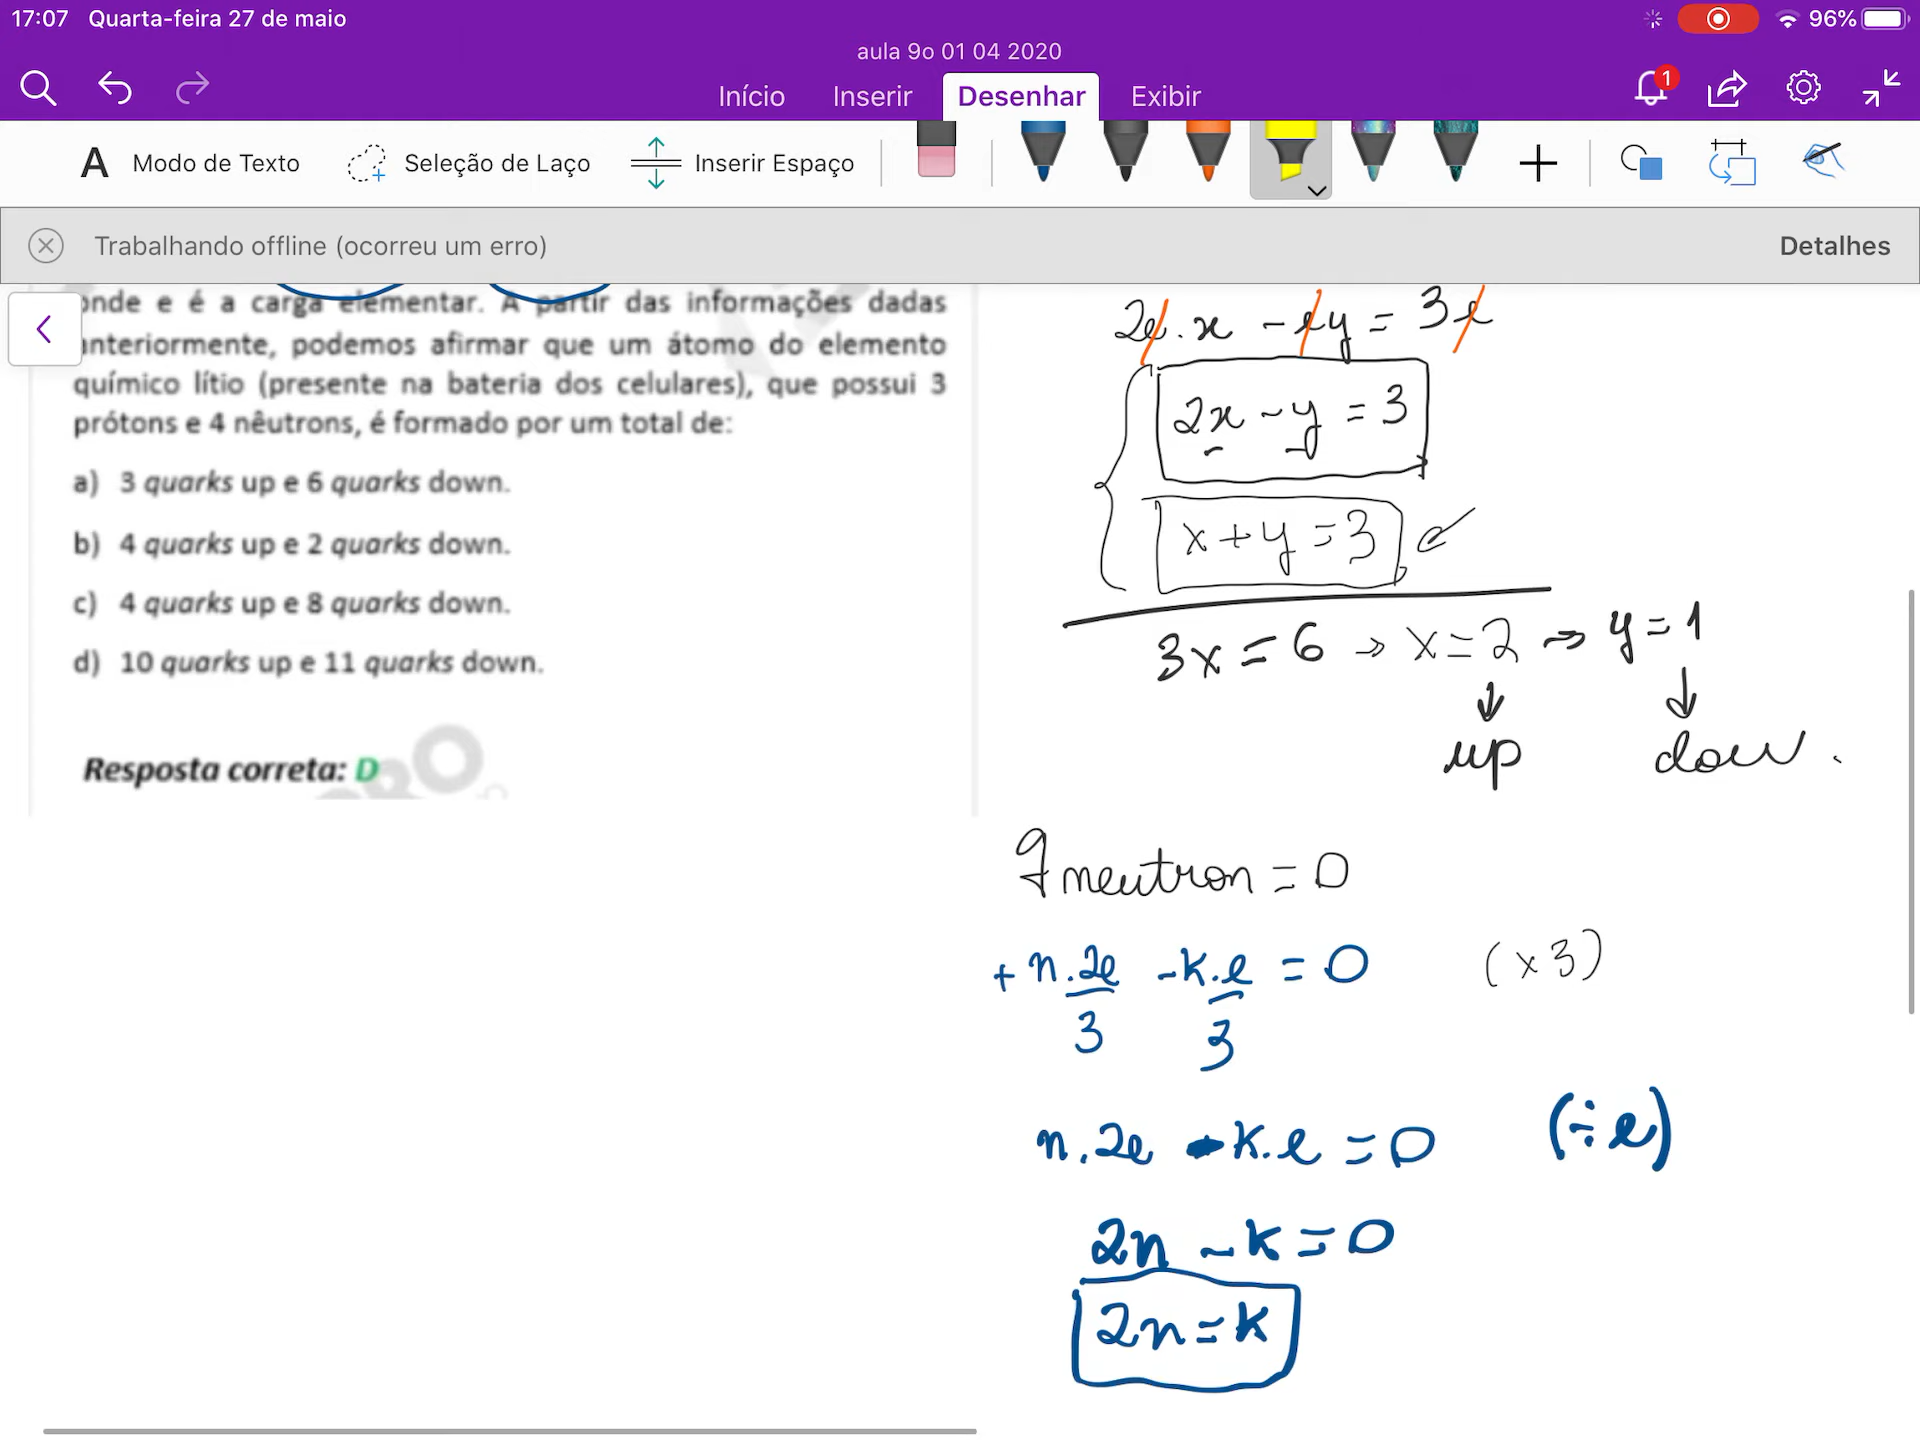 17:07 Quarta-feira 27 de maio
96%
aula 9o 01 04 2020
Início Inserir Desenhar Exibir
1
A Modo de Texto Seleção de Laço Inserir Espaço
Trabalhando offline (ocorreu um erro) Detalhes
onde e é a carga elementar. A partir das informações dadas
anteriormente, podemos afirmar que um átomo do elemento
químico lítio (presente na bateria dos celulares), que possui 3
prótons e 4 nêutrons, é formado por um total de:
a) 3 quarks up e 6 quarks down.
b) 4 quarks up e 2 quarks down.
c) 4 quarks up e 8 quarks down.
d) 10 quarks up e 11 quarks down.
Resposta correta: D
2e.x - ey = 3e
2x - y = 3
x + y = 3
3x = 6 → x = 2 ⇒ y = 1
↓ ↓
up dow.
q neutron = 0
+ n.2e/3 - k.e/3 = 0 (x3)
n.2e - k.e = 0 (÷e)
2n - k = 0
2n = k